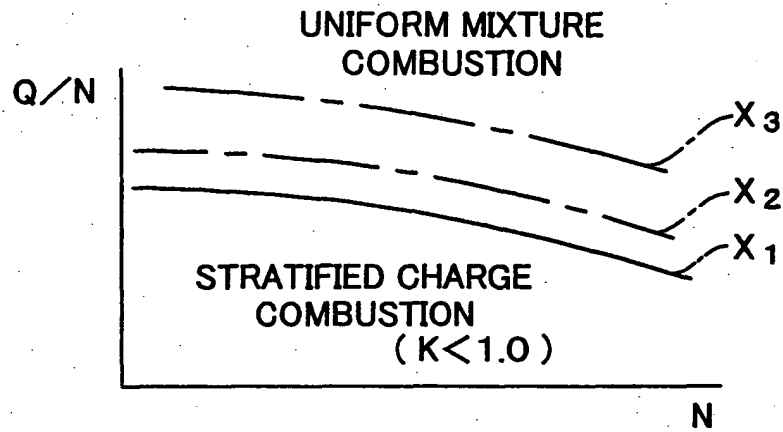 UNIFORM MIXTURE
COMBUSTION
Q/N
X3
X2
X1
STRATIFIED CHARGE
COMBUSTION
( K<1.0 )
N